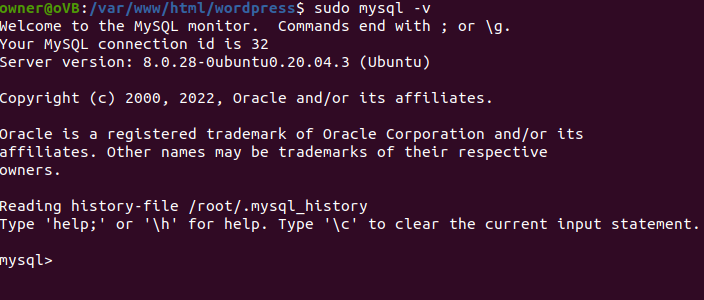 owner@oVB:/var/www/html/wordpress$ sudo mysql -v
Welcome to the MySQL monitor.  Commands end with ; or \g.
Your MySQL connection id is 32
Server version: 8.0.28-0ubuntu0.20.04.3 (Ubuntu)

Copyright (c) 2000, 2022, Oracle and/or its affiliates.

Oracle is a registered trademark of Oracle Corporation and/or its
affiliates. Other names may be trademarks of their respective
owners.

Reading history-file /root/.mysql_history
Type 'help;' or '\h' for help. Type '\c' to clear the current input statement.

mysql>